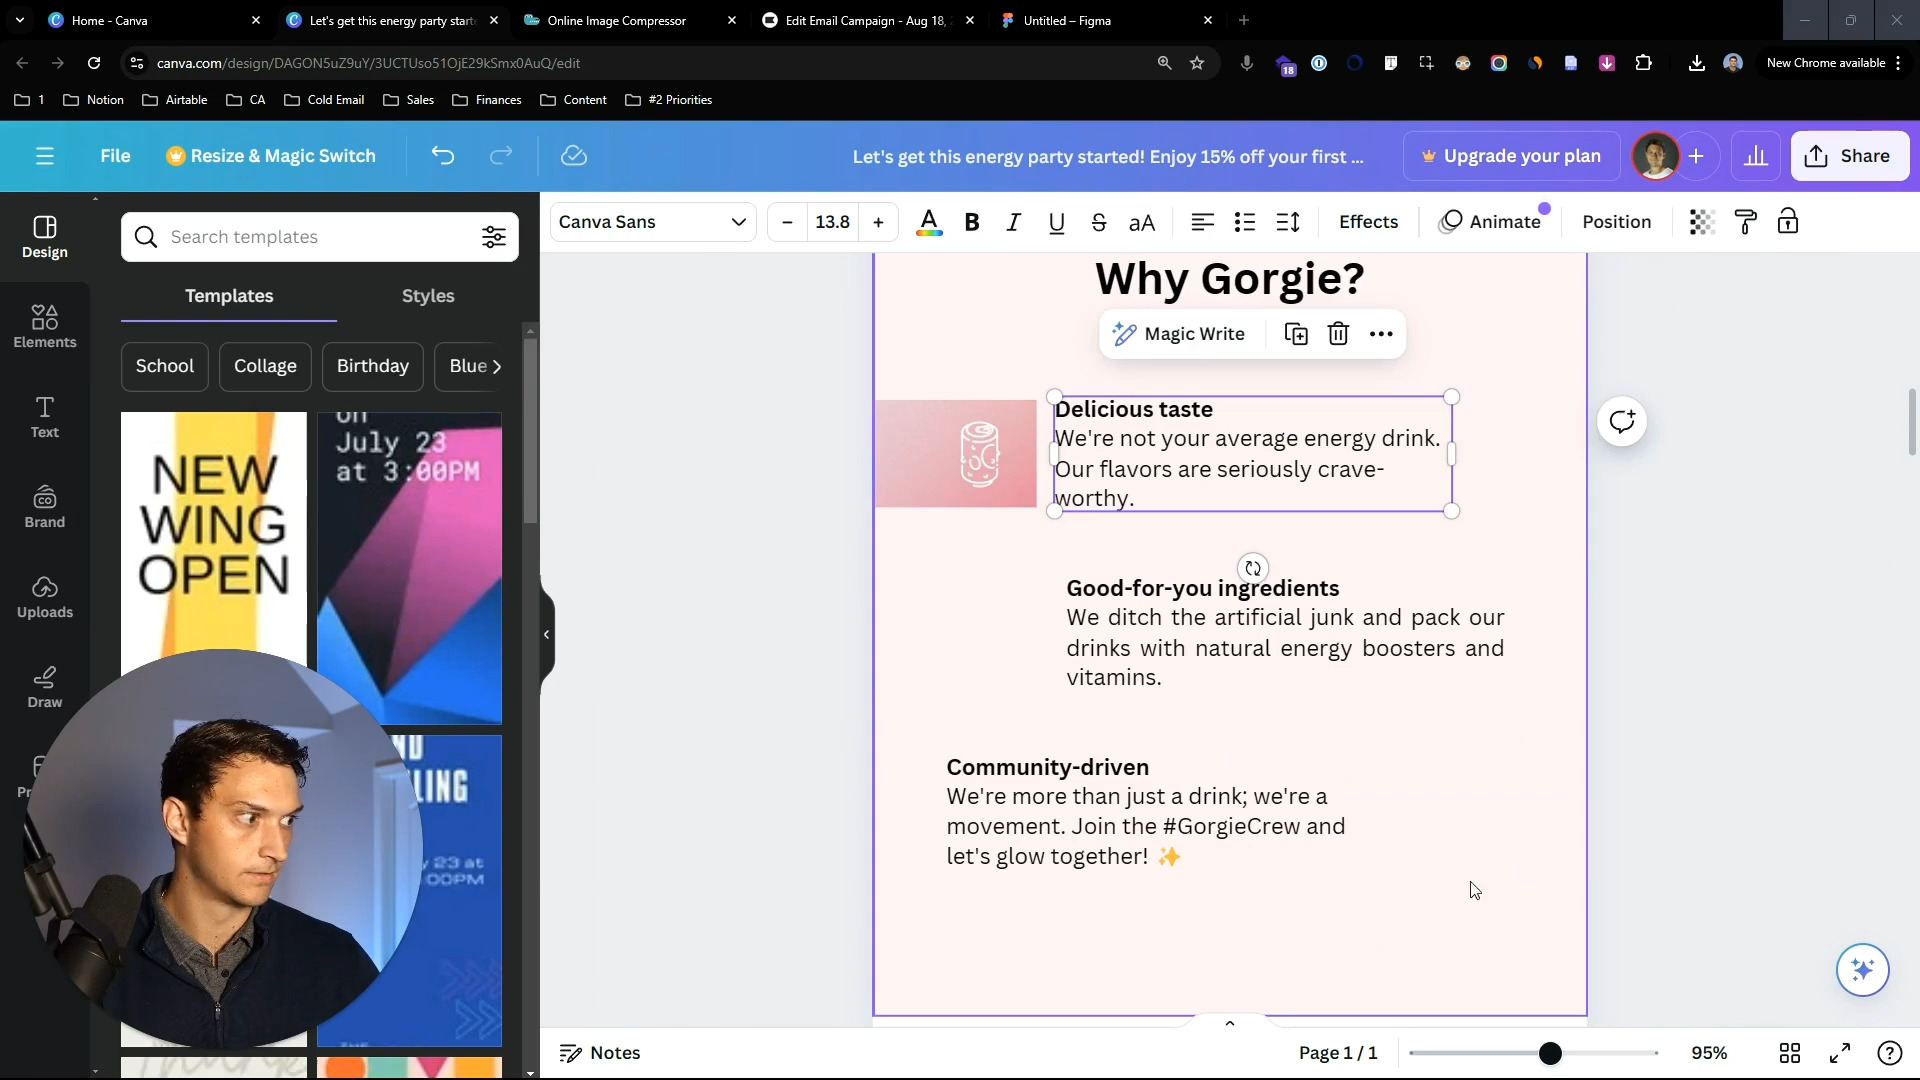 Home - Canva
Let's get this energy party starte
Online Image Compressor
Edit Email Campaign - Aug 18,
Untitled – Figma
canva.com/design/DAGON5uZ9uY/3UCTUso51OjE29kSmx0AuQ/edit
18
New Chrome available
1
Notion
Airtable
CA
Cold Email
Sales
Finances
Content
#2 Priorities
File
Resize & Magic Switch
Let's get this energy party started! Enjoy 15% off your first ...
Upgrade your plan
Share
Design
Elements
Text
Brand
Uploads
Draw
Search templates
Templates
Styles
School
Collage
Birthday
Blue
NEW
WING
OPEN
on
July 23
at 3:00PM
LING
y 23 at
:00PM
Canva Sans
13.8
Effects
Animate
Position
Why Gorgie?
Magic Write
Delicious taste
We're not your average energy drink.
Our flavors are seriously crave-
worthy.
Good-for-you ingredients
We ditch the artificial junk and pack our
drinks with natural energy boosters and
vitamins.
Community-driven
We're more than just a drink; we're a
movement. Join the #GorgieCrew and
let's glow together! ✨
Notes
Page 1 / 1
95%